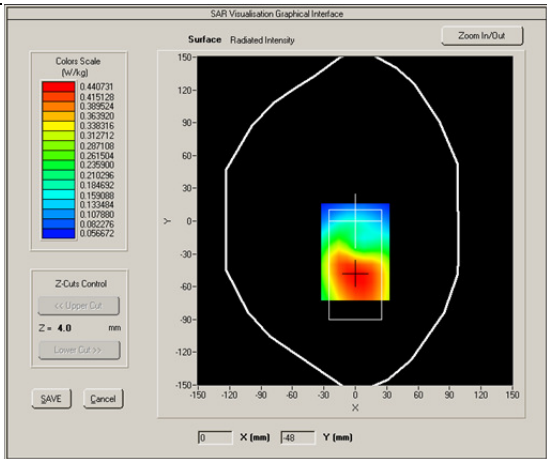 SAR Visualisation Graphical Interface
Surface Radiated Intensity
Zoom In/Out
Colors Scale
(W/kg)
0.440731
0.415128
0.389524
0.363920
0.338316
0.312712
0.287108
0.261504
0.235900
0.210296
0.184692
0.159088
0.133484
0.107880
0.082276
0.056672
Z-Cuts Control
<< Upper Cut
Z = 4.0 mm
Lower Cut >>
SAVE Cancel
150
120
90
60
30
0
-30
-60
-90
-120
-150
Y
-150 -120 -90 -60 -30 0 30 60 90 120 150
X
0 X (mm) -48 Y (mm)